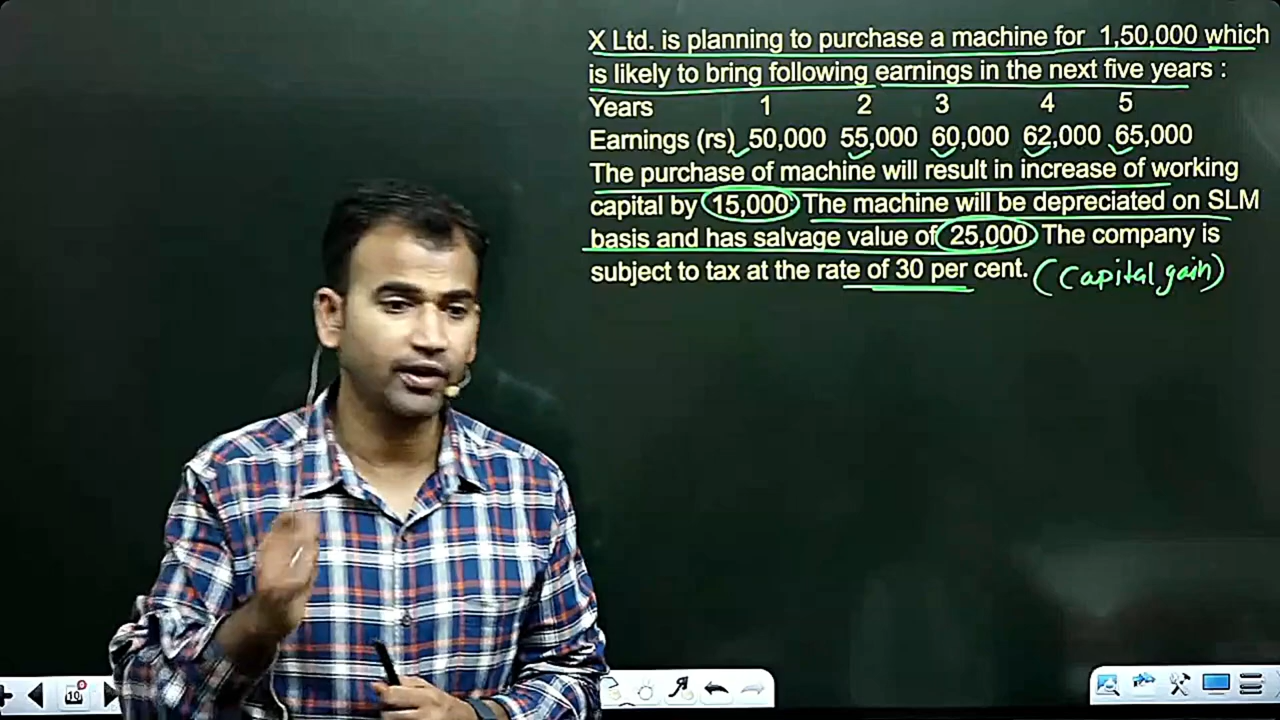 X Ltd. is planning to purchase a machine for 1,50,000 which
is likely to bring following earnings in the next five years :
Years 1 2 3 4 5
Earnings (rs) 50,000 55,000 60,000 62,000 65,000
The purchase of machine will result in increase of working
capital by 15,000. The machine will be depreciated on SLM
basis and has salvage value of 25,000 The company is
subject to tax at the rate of 30 per cent. (Capital gain)
10